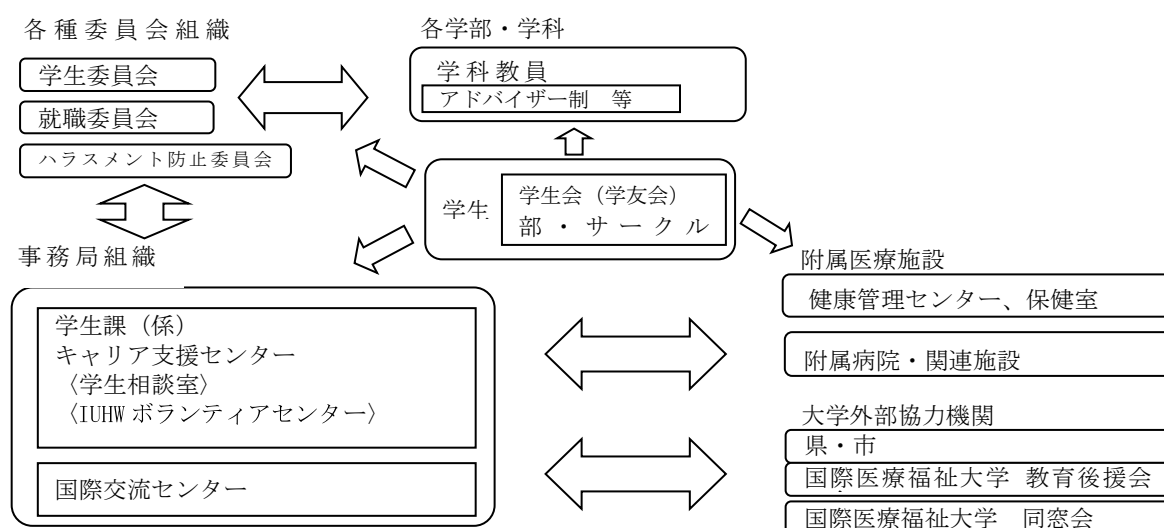 各種委員会組織
学生委員会
就職委員会
ハラスメント防止委員会
各学部・学科
学科教員
アドバイザー制　等
学生
学生会（学友会）
部・サークル
事務局組織
学生課（係）
キャリア支援センター
〈学生相談室〉
〈IUHWボランティアセンター〉
国際交流センター
附属医療施設
健康管理センター、保健室
附属病院・関連施設
大学外部協力機関
県・市
国際医療福祉大学 教育後援会
国際医療福祉大学　同窓会